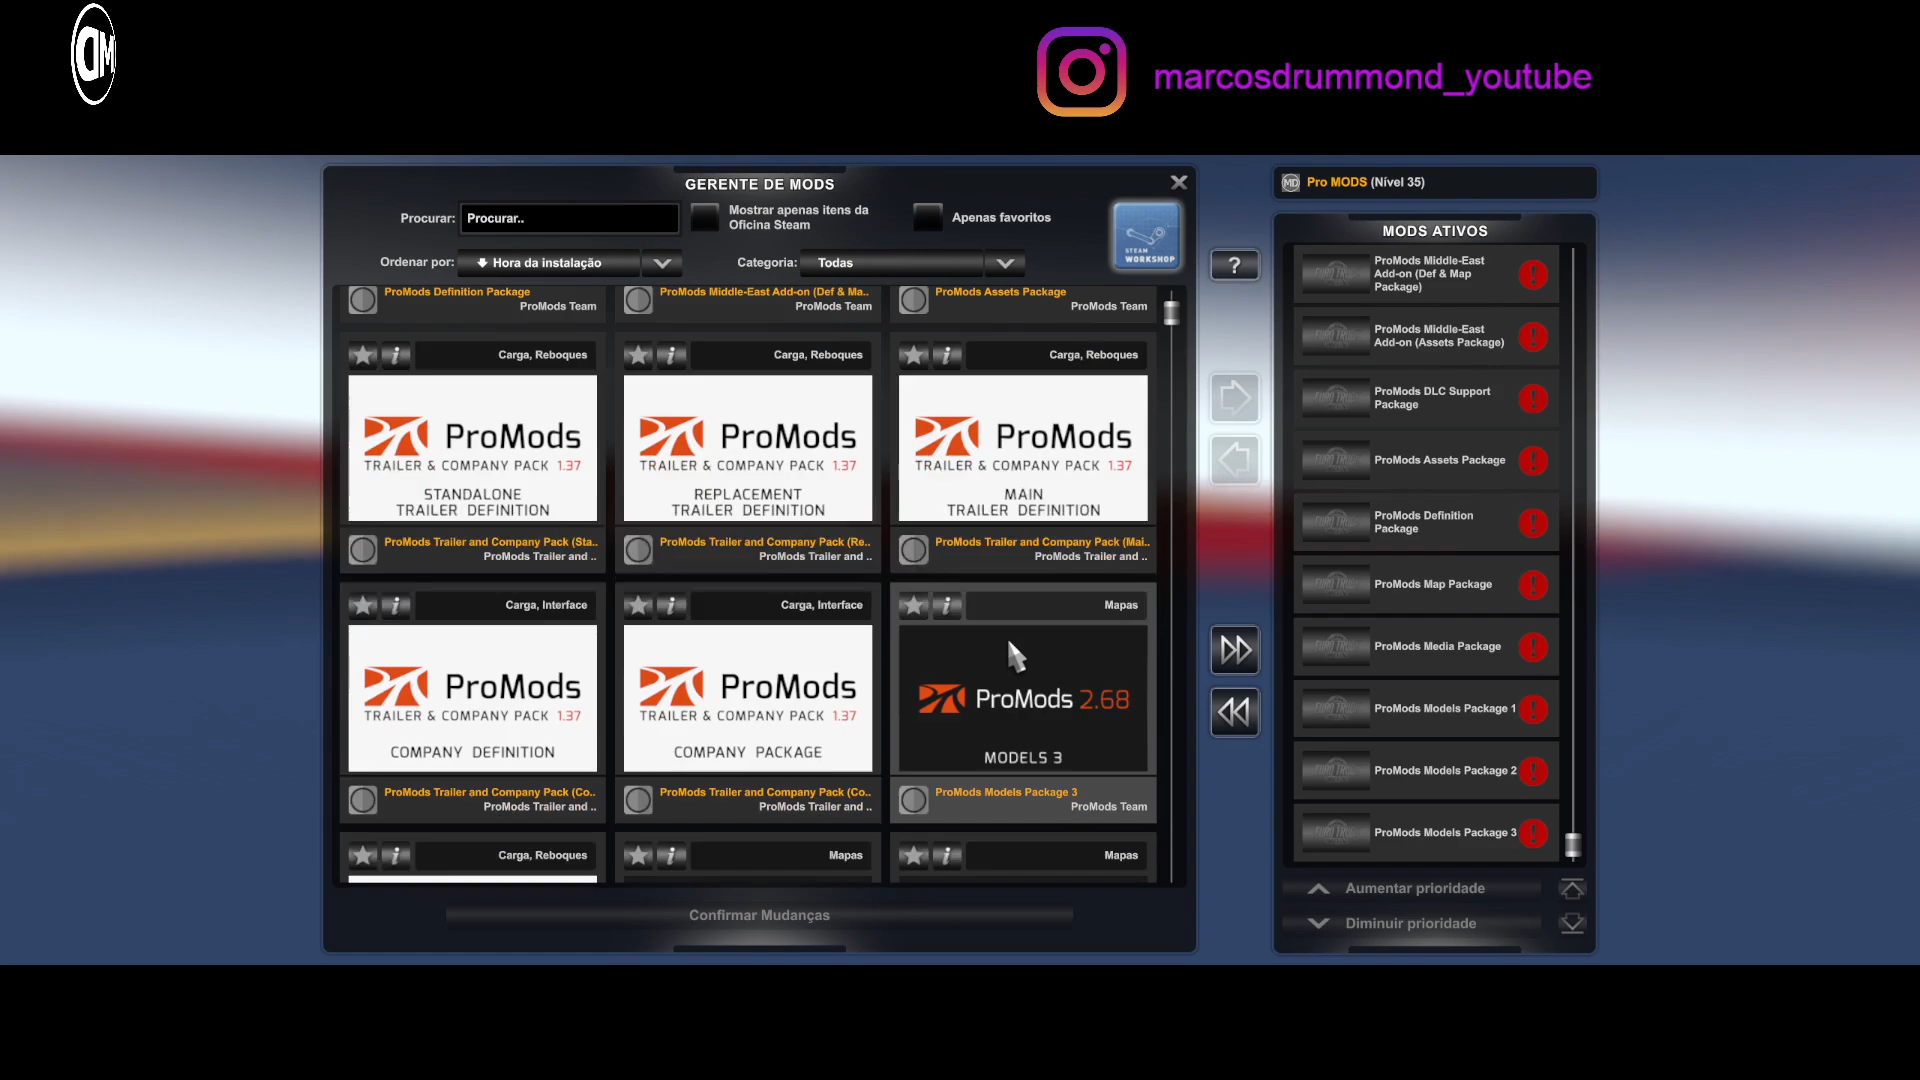 DM
marcosdrummond_youtube
GERENTE DE MODS
Procurar: Procurar..
Mostrar apenas itens da
Oficina Steam
Apenas favoritos
STEAM
WORKSHOP
Ordenar por: Hora da instalação
Categoria: Todas
ProMods Definition Package
ProMods Team
ProMods Middle-East Add-on (Def & Ma..
ProMods Team
ProMods Assets Package
ProMods Team
Carga, Reboques
ProMods
TRAILER & COMPANY PACK 1.37
STANDALONE
TRAILER DEFINITION
ProMods Trailer and Company Pack (Sta..
ProMods Trailer and ..
Carga, Reboques
ProMods
TRAILER & COMPANY PACK 1.37
REPLACEMENT
TRAILER DEFINITION
ProMods Trailer and Company Pack (Re..
ProMods Trailer and ..
Carga, Reboques
ProMods
TRAILER & COMPANY PACK 1.37
MAIN
TRAILER DEFINITION
ProMods Trailer and Company Pack (Mai..
ProMods Trailer and ..
Carga, Interface
ProMods
TRAILER & COMPANY PACK 1.37
COMPANY DEFINITION
ProMods Trailer and Company Pack (Co..
ProMods Trailer and ..
Carga, Interface
ProMods
TRAILER & COMPANY PACK 1.37
COMPANY PACKAGE
ProMods Trailer and Company Pack (Co..
ProMods Trailer and ..
Mapas
ProMods 2.68
MODELS 3
ProMods Models Package 3
ProMods Team
Carga, Reboques
Mapas
Mapas
Confirmar Mudanças
?
MD Pro MODS (Nível 35)
MODS ATIVOS
ProMods Middle-East
Add-on (Def & Map
Package)
ProMods Middle-East
Add-on (Assets Package)
ProMods DLC Support
Package
ProMods Assets Package
ProMods Definition
Package
ProMods Map Package
ProMods Media Package
ProMods Models Package 1
ProMods Models Package 2
ProMods Models Package 3
Aumentar prioridade
Diminuir prioridade